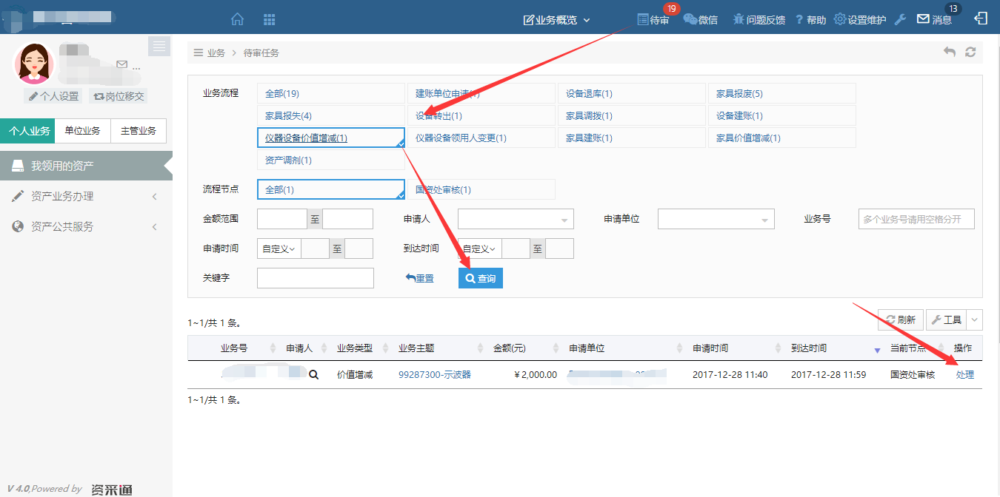 业务概览 待审 19 微信 问题反馈 ? 帮助 设置维护 消息 13
...
个人设置 岗位移交
个人业务 单位业务 主管业务
我领用的资产
资产业务办理
资产公共服务
业务 > 待审任务
业务流程 全部(19) 建账单位申请(1) 设备退库(1) 家具报废(5)
家具报失(4) 设备转出(1) 家具调拨(1) 设备建账(1)
仪器设备价值增减(1) 仪器设备领用人变更(1) 家具建账(1) 家具价值增减(1)
资产调剂(1)
流程节点 全部(1) 国资处审核(1)
金额范围 至 申请人 申请单位 业务号 多个业务号请用空格分开
申请时间 自定义 至 到达时间 自定义 至
关键字 重置 查询
1~1/共 1 条。 刷新 工具
业务号 申请人 业务类型 业务主题 金额(元) 申请单位 申请时间 到达时间 当前节点 操作
价值增减 99287300-示波器 ￥2,000.00 2017-12-28 11:40 2017-12-28 11:59 国资处审核 处理
1~1/共 1 条。
V 4.0,Powered by 资采通